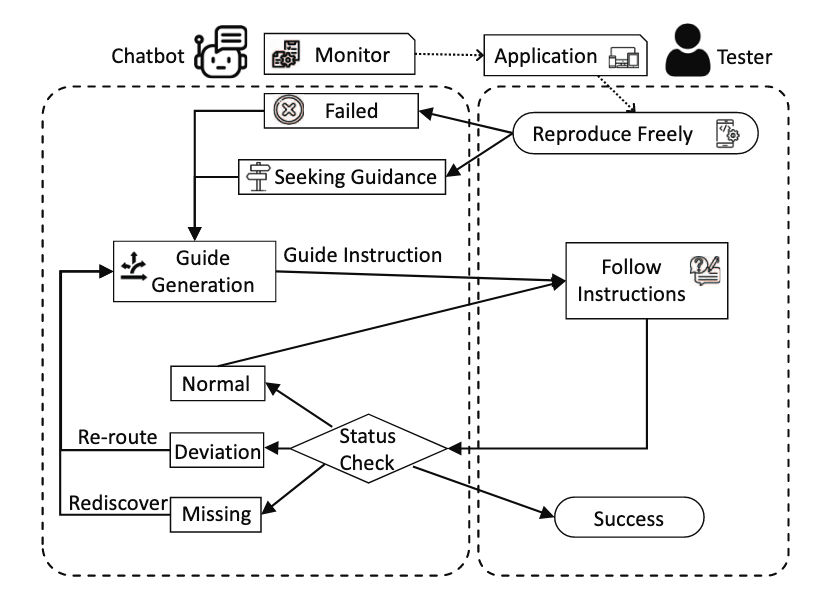 Chatbot
Monitor
Application
Tester
Failed
Reproduce Freely
Seeking Guidance
Guide
Generation
Guide Instruction
Follow
Instructions
Normal
Status
Check
Re-route
Deviation
Rediscover
Missing
Success